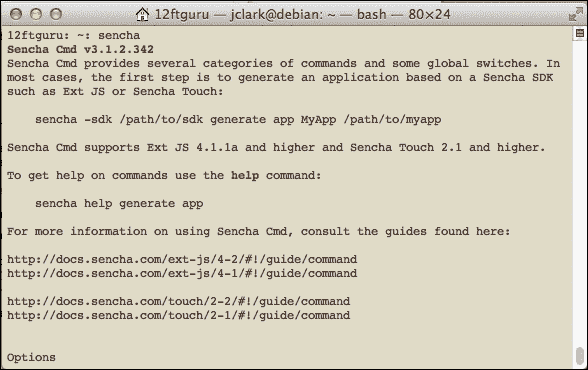 12ftguru — jclark@debian: ~ — bash — 80×24
12ftguru: ~: sencha
Sencha Cmd v3.1.2.342
Sencha Cmd provides several categories of commands and some global switches. In
most cases, the first step is to generate an application based on a Sencha SDK
such as Ext JS or Sencha Touch:
sencha -sdk /path/to/sdk generate app MyApp /path/to/myapp
Sencha Cmd supports Ext JS 4.1.1a and higher and Sencha Touch 2.1 and higher.
To get help on commands use the help command:
sencha help generate app
For more information on using Sencha Cmd, consult the guides found here:
http://docs.sencha.com/ext-js/4-2/#!/guide/command
http://docs.sencha.com/ext-js/4-1/#!/guide/command
http://docs.sencha.com/touch/2-2/#!/guide/command
http://docs.sencha.com/touch/2-1/#!/guide/command
Options